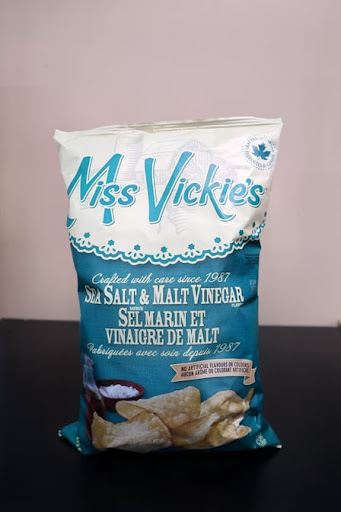 Miss Vickie's
Crafted with care since 1987
SEA SALT & MALT VINEGAR
SEL MARIN ET
VINAIGRE DE MALT
Fabriquées avec soin depuis 1987
NO ARTIFICIAL FLAVOURS OR COLOURS
AUCUN ARÔME OU COLORANT ARTIFICIEL